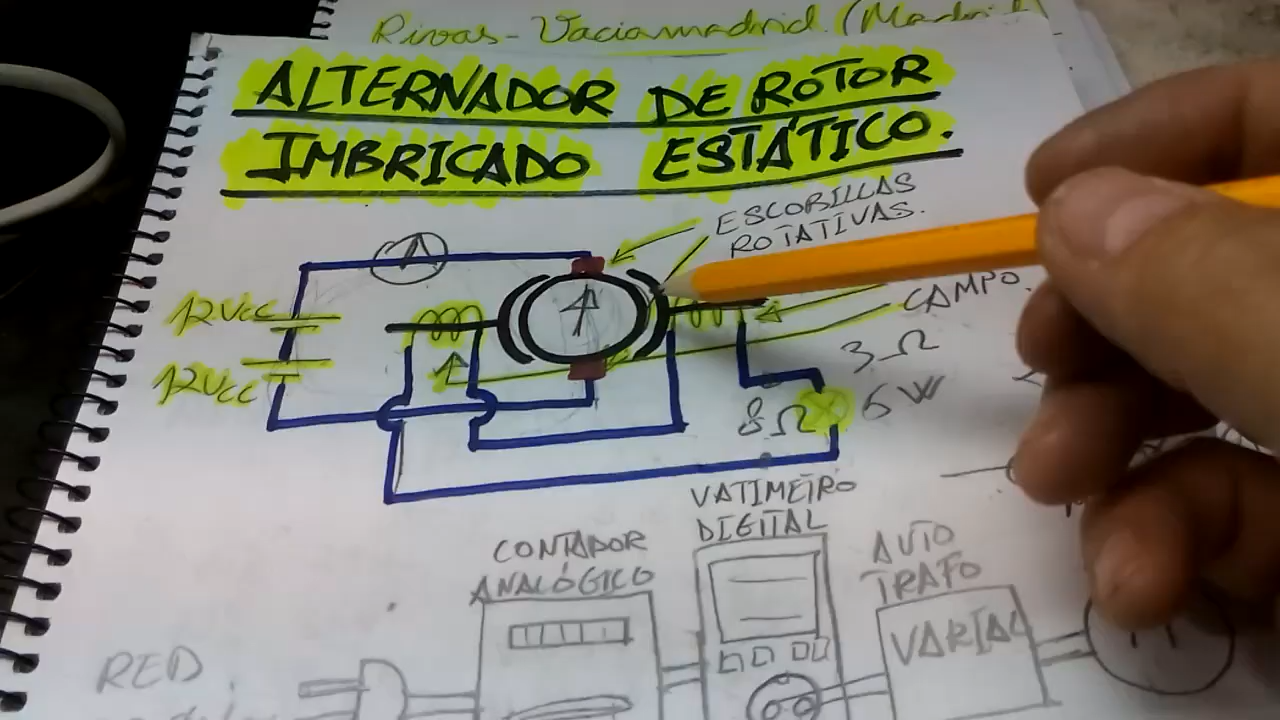 Rivas-Vaciamadrid. (Madrid)
ALTERNADOR DE ROTOR
IMBRICADO ESTÁTICO.
ESCOBILLAS
ROTATIVAS.
A
12Vcc
12Vcc
CAMPO.
3Ω
8Ω
6W
VATIMETRO
DIGITAL
CONTADOR
ANALÓGICO
AUTO
TRAFO
VARIAC
RED